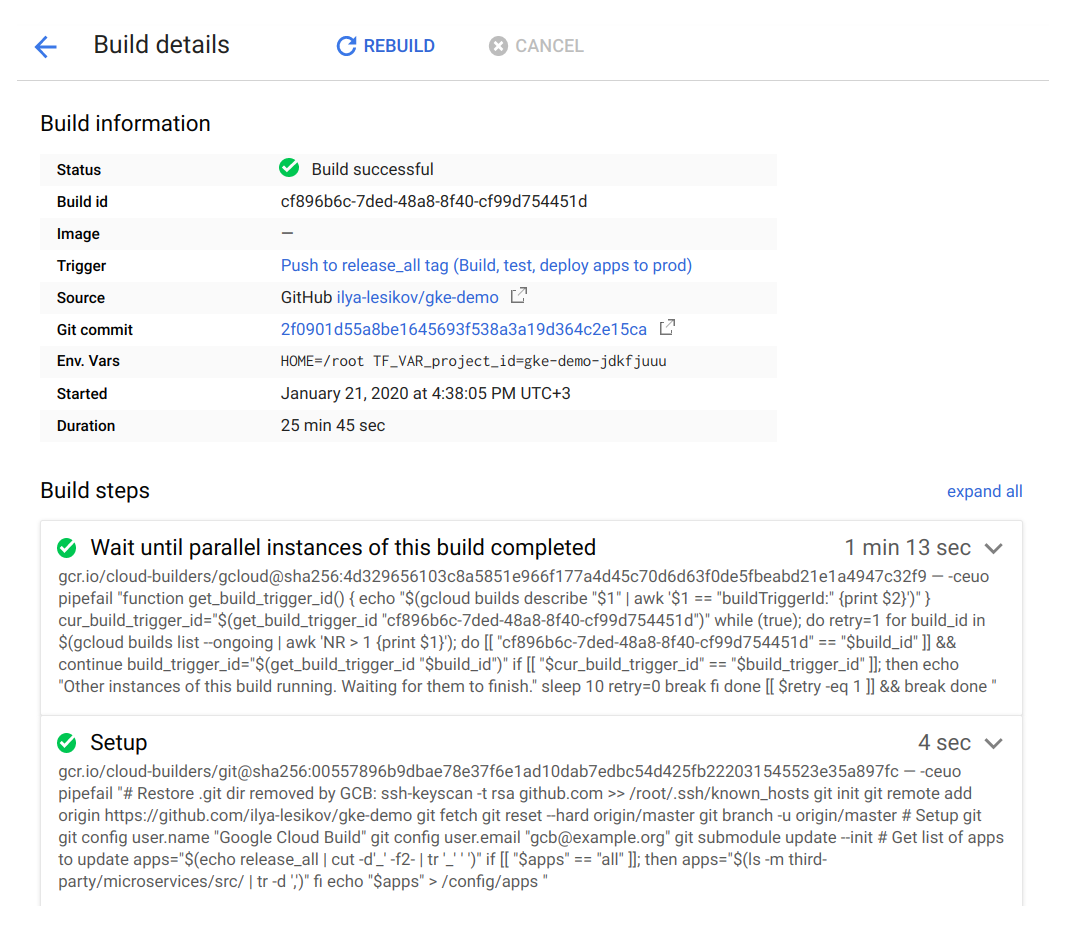 Build details REBUILD CANCEL
Build information
Status Build successful
Build id cf896b6c-7ded-48a8-8f40-cf99d754451d
Image —
Trigger Push to release_all tag (Build, test, deploy apps to prod)
Source GitHub ilya-lesikov/gke-demo
Git commit 2f0901d55a8be1645693f538a3a19d364c2e15ca
Env. Vars HOME=/root TF_VAR_project_id=gke-demo-jdkfjuuu
Started January 21, 2020 at 4:38:05 PM UTC+3
Duration 25 min 45 sec
Build steps expand all
Wait until parallel instances of this build completed 1 min 13 sec
gcr.io/cloud-builders/gcloud@sha256:4d329656103c8a5851e966f177a4d45c70d6d63f0de5fbeabd21e1a4947c32f9 — -ceuo
pipefail "function get_build_trigger_id() { echo "$(gcloud builds describe "$1" | awk '$1 == "buildTriggerId:" {print $2}')" }
cur_build_trigger_id="$(get_build_trigger_id "cf896b6c-7ded-48a8-8f40-cf99d754451d")" while (true); do retry=1 for build_id in
$(gcloud builds list --ongoing | awk 'NR > 1 {print $1}'); do [[ "cf896b6c-7ded-48a8-8f40-cf99d754451d" == "$build_id" ]] &&
continue build_trigger_id="$(get_build_trigger_id "$build_id")" if [[ "$cur_build_trigger_id" == "$build_trigger_id" ]]; then echo
"Other instances of this build running. Waiting for them to finish." sleep 10 retry=0 break fi done [[ $retry -eq 1 ]] && break done "
Setup 4 sec
gcr.io/cloud-builders/git@sha256:00557896b9dbae78e37f6e1ad10dab7edbc54d425fb222031545523e35a897fc — -ceuo
pipefail "# Restore .git dir removed by GCB: ssh-keyscan -t rsa github.com >> /root/.ssh/known_hosts git init git remote add
origin https://github.com/ilya-lesikov/gke-demo git fetch git reset --hard origin/master git branch -u origin/master # Setup git
git config user.name "Google Cloud Build" git config user.email "gcb@example.org" git submodule update --init # Get list of apps
to update apps="$(echo release_all | cut -d'_' -f2- | tr '_' ' ')" if [[ "$apps" == "all" ]]; then apps="$(ls -m third-
party/microservices/src/ | tr -d ',')" fi echo "$apps" > /config/apps "